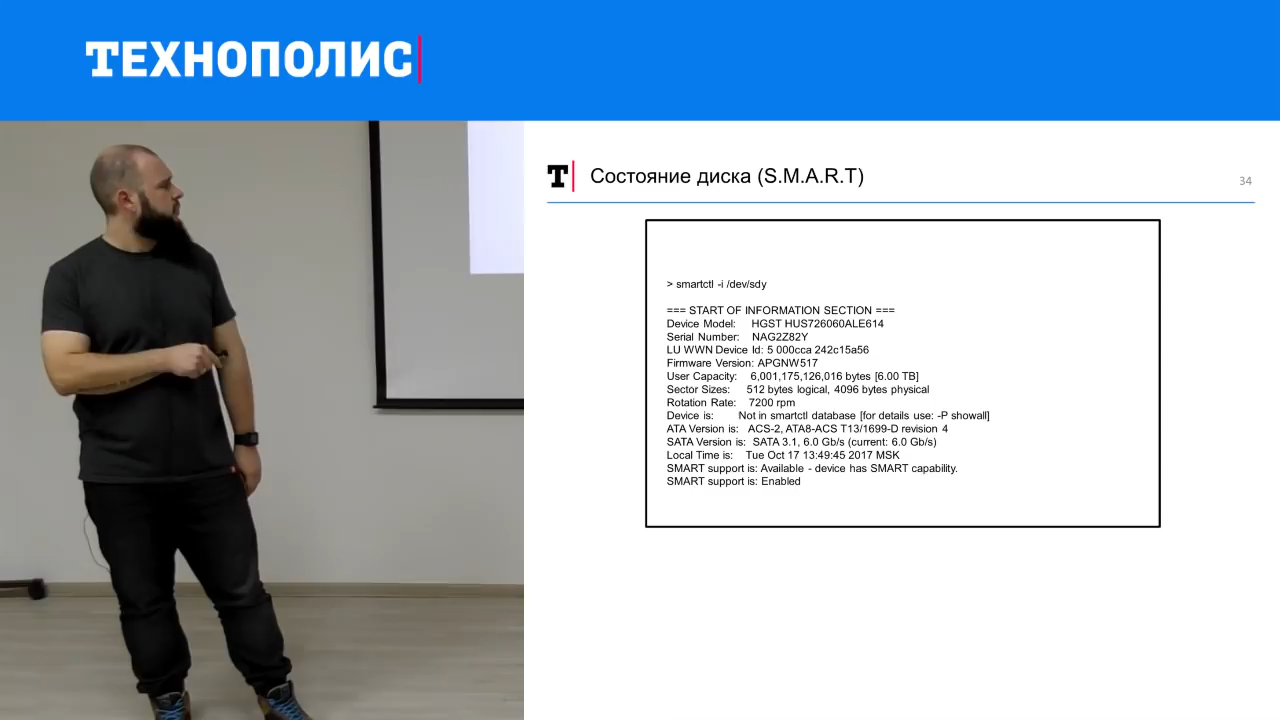 ТЕХНОПОЛИС
Т Состояние диска (S.M.A.R.T)
34
> smartctl -i /dev/sdy
=== START OF INFORMATION SECTION ===
Device Model: HGST HUS726060ALE614
Serial Number: NAG2Z82Y
LU WWN Device Id: 5 000cca 242c15a56
Firmware Version: APGNW517
User Capacity: 6,001,175,126,016 bytes [6.00 TB]
Sector Sizes: 512 bytes logical, 4096 bytes physical
Rotation Rate: 7200 rpm
Device is: Not in smartctl database [for details use: -P showall]
ATA Version is: ACS-2, ATA8-ACS T13/1699-D revision 4
SATA Version is: SATA 3.1, 6.0 Gb/s (current: 6.0 Gb/s)
Local Time is: Tue Oct 17 13:49:45 2017 MSK
SMART support is: Available - device has SMART capability.
SMART support is: Enabled